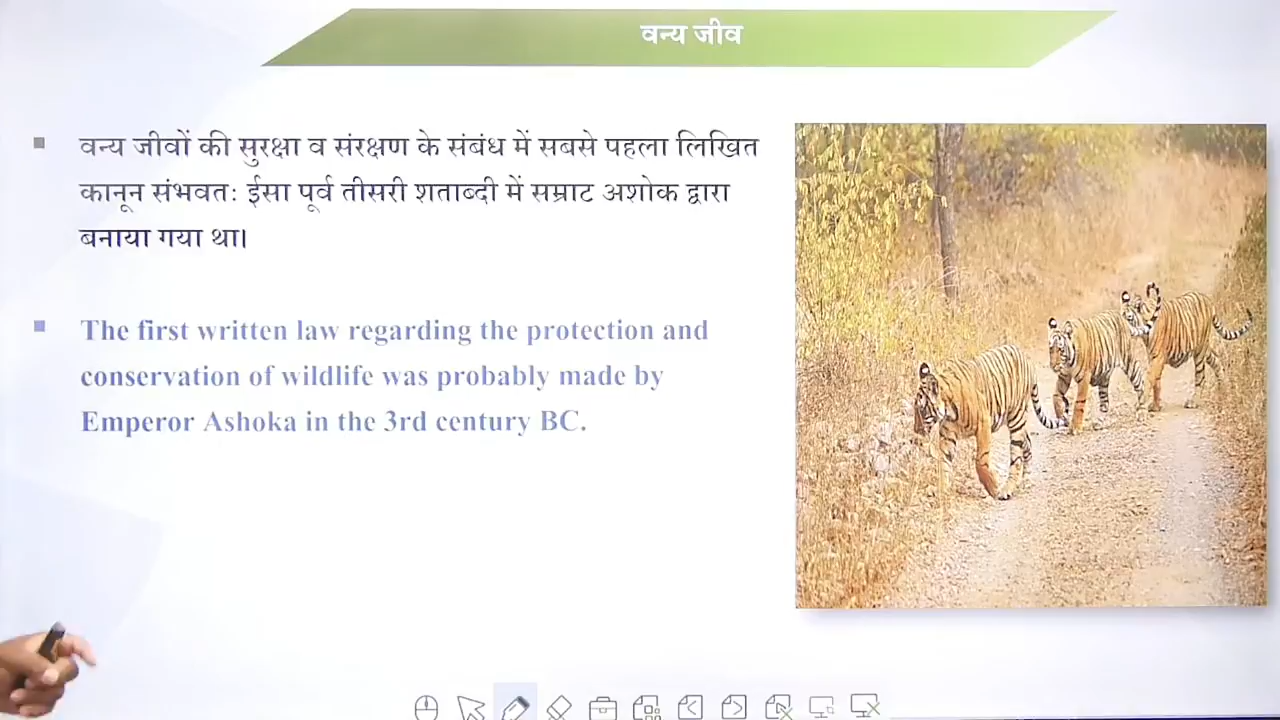 वन्य जीव
वन्य जीवों की सुरक्षा व संरक्षण के संबंध में सबसे पहला लिखित
कानून संभवतः ईसा पूर्व तीसरी शताब्दी में सम्राट अशोक द्वारा
बनाया गया था।
The first written law regarding the protection and
conservation of wildlife was probably made by
Emperor Ashoka in the 3rd century BC.